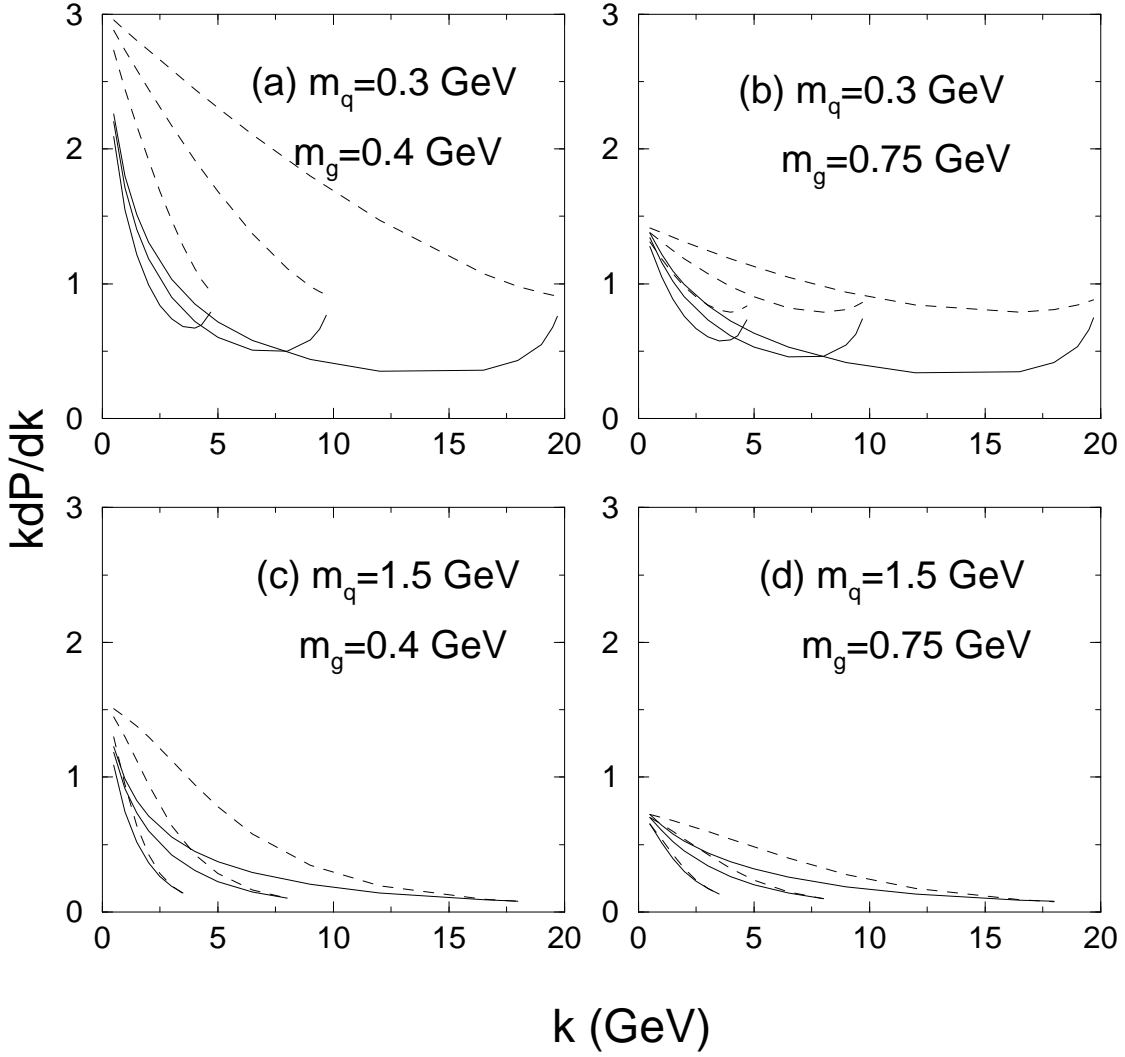 3
2
1
0
0 5 10 15 20
(a) m_q=0.3 GeV
m_g=0.4 GeV
3
2
1
0
0 5 10 15 20
(b) m_q=0.3 GeV
m_g=0.75 GeV
kdP/dk
3
2
1
0
0 5 10 15 20
(c) m_q=1.5 GeV
m_g=0.4 GeV
3
2
1
0
0 5 10 15 20
(d) m_q=1.5 GeV
m_g=0.75 GeV
k (GeV)